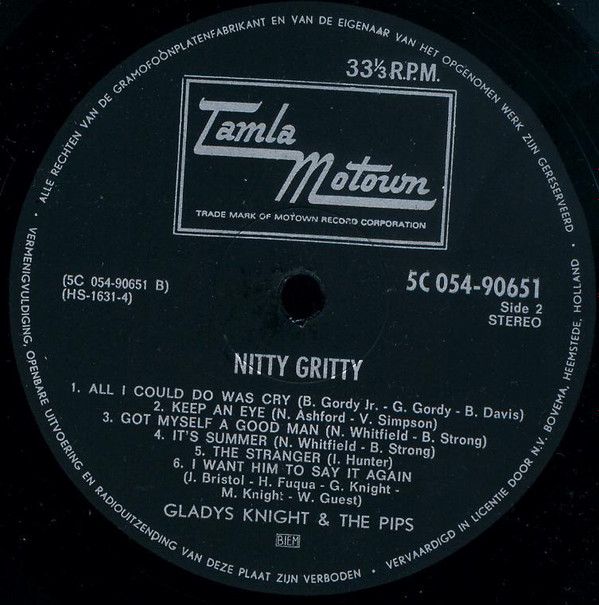 ALLE RECHTEN VAN DE GRAMOFOONPLATENFABRIKANT EN VAN DE EIGENAAR VAN HET OPGENOMEN WERK ZIJN GERESERVEERD •
33⅓ R.P.M.
Tamla
Motown
TRADE MARK OF MOTOWN RECORD CORPORATION
(5C 054-90651 B)
(HS-1631-4)
5C 054-90651
Side 2
STEREO
NITTY GRITTY
1. ALL I COULD DO WAS CRY (B. Gordy Jr. - G. Gordy - B. Davis)
2. KEEP AN EYE (N. Ashford - V. Simpson)
3. GOT MYSELF A GOOD MAN (N. Whitfield - B. Strong)
4. IT'S SUMMER (N. Whitfield - B. Strong)
5. THE STRANGER (I. Hunter)
6. I WANT HIM TO SAY IT AGAIN
(J. Bristol - H. Fuqua - G. Knight -
M. Knight - W. Guest)
GLADYS KNIGHT & THE PIPS
BIEM
• VERMENIGVULDIGING, OPENBARE UITVOERING EN RADIOUITZENDING VAN DEZE PLAAT ZIJN VERBODEN •
VERVAARDIGD IN LICENTIE DOOR N.V. BOVEMA, HEEMSTEDE, HOLLAND